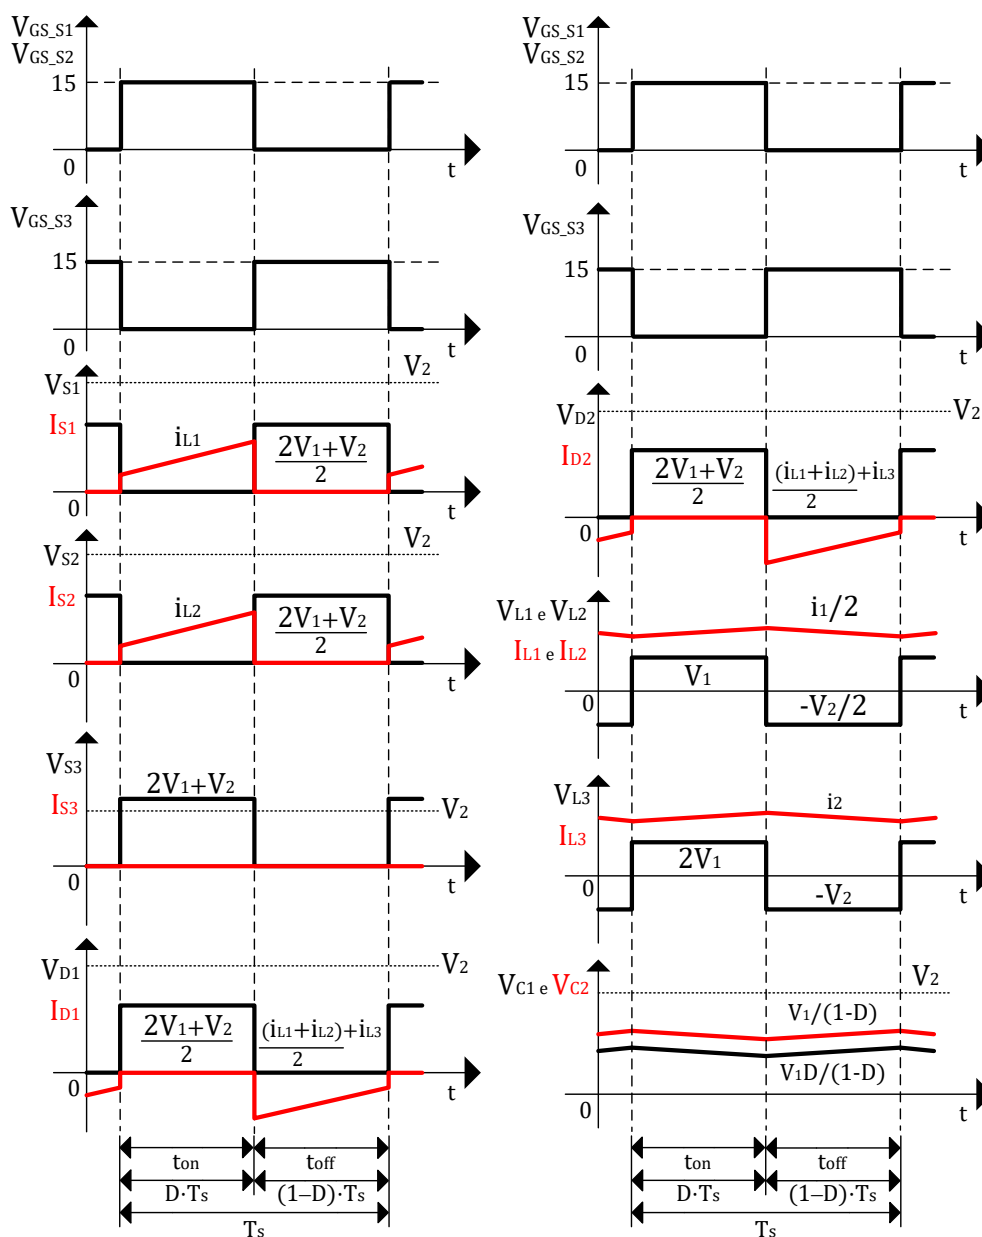 VGS_S1
VGS_S2
15
0
t
VGS_S3
15
0
t
VS1
V2
IS1
iL1
2V1+V2
2
0
VS2
V2
IS2
iL2
2V1+V2
2
0
t
VS3
2V1+V2
IS3
V2
0
t
VD1
V2
ID1
2V1+V2
2
(iL1+iL2)+iL3
2
0
t
ton
toff
D·Ts
(1–D)·Ts
Ts
VGS_S1
VGS_S2
15
0
t
VGS_S3
15
0
t
VD2
V2
ID2
2V1+V2
2
(iL1+iL2)+iL3
2
0
t
VL1 e VL2
i1/2
IL1 e IL2
V1
0
-V2/2
t
VL3
i2
IL3
2V1
0
-V2
t
VC1 e VC2
V2
V1/(1-D)
V1D/(1-D)
0
t
ton
toff
D·Ts
(1–D)·Ts
Ts